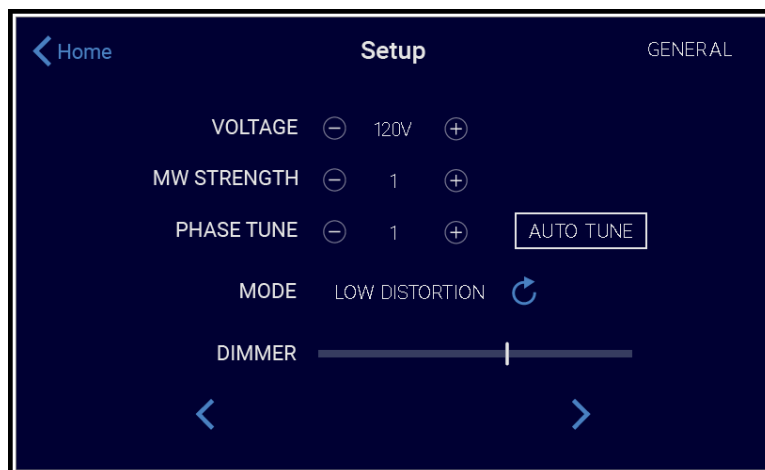 Home Setup GENERAL
VOLTAGE 120V
MW STRENGTH 1
PHASE TUNE 1 AUTO TUNE
MODE LOW DISTORTION
DIMMER